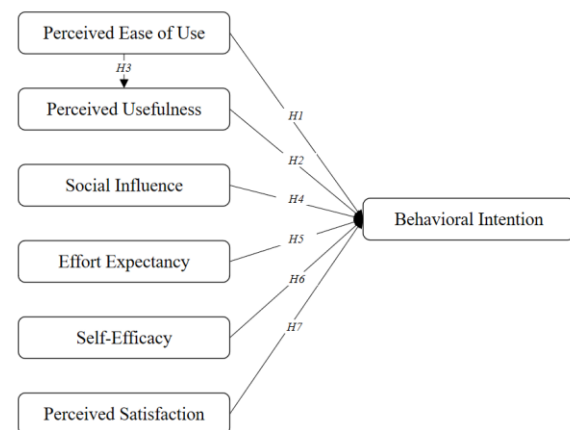 Perceived Ease of Use
H3
H1
Perceived Usefulness
H2
Social Influence
H4
Behavioral Intention
H5
Effort Expectancy
H6
Self-Efficacy
H7
Perceived Satisfaction